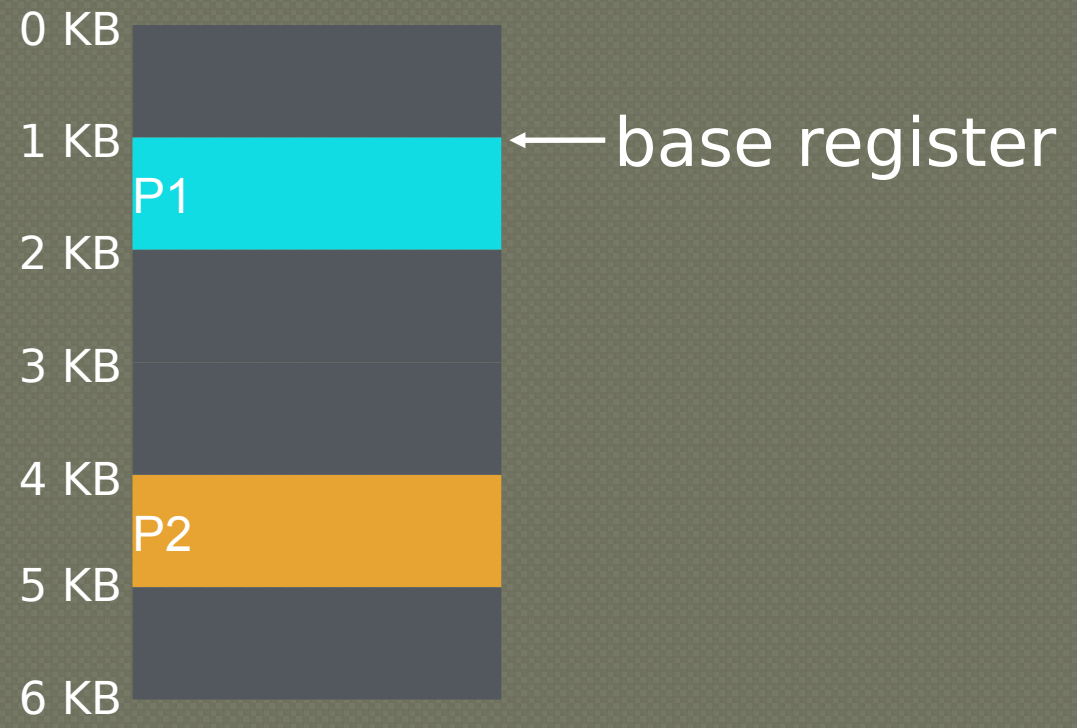 0 KB
1 KB
base register
P1
2 KB
3 KB
4 KB
P2
5 KB
6 KB